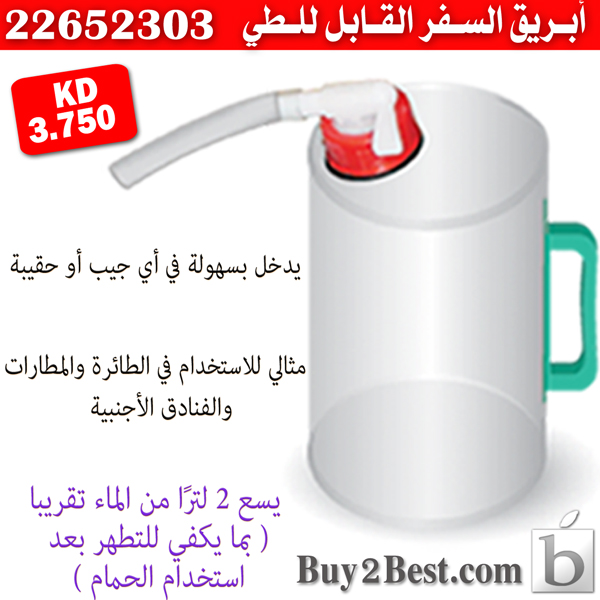 أبريق السفر القابل للطي 22652303
KD
3.750
يدخل بسهولة في أي جيب أو حقيبة
مثالي للاستخدام في الطائرة والمطارات
والفنادق الأجنبية
يسع 2 لترًا من الماء تقريبا
( بما يكفي للتطهر بعد
استخدام الحمام )
Buy2Best.com b